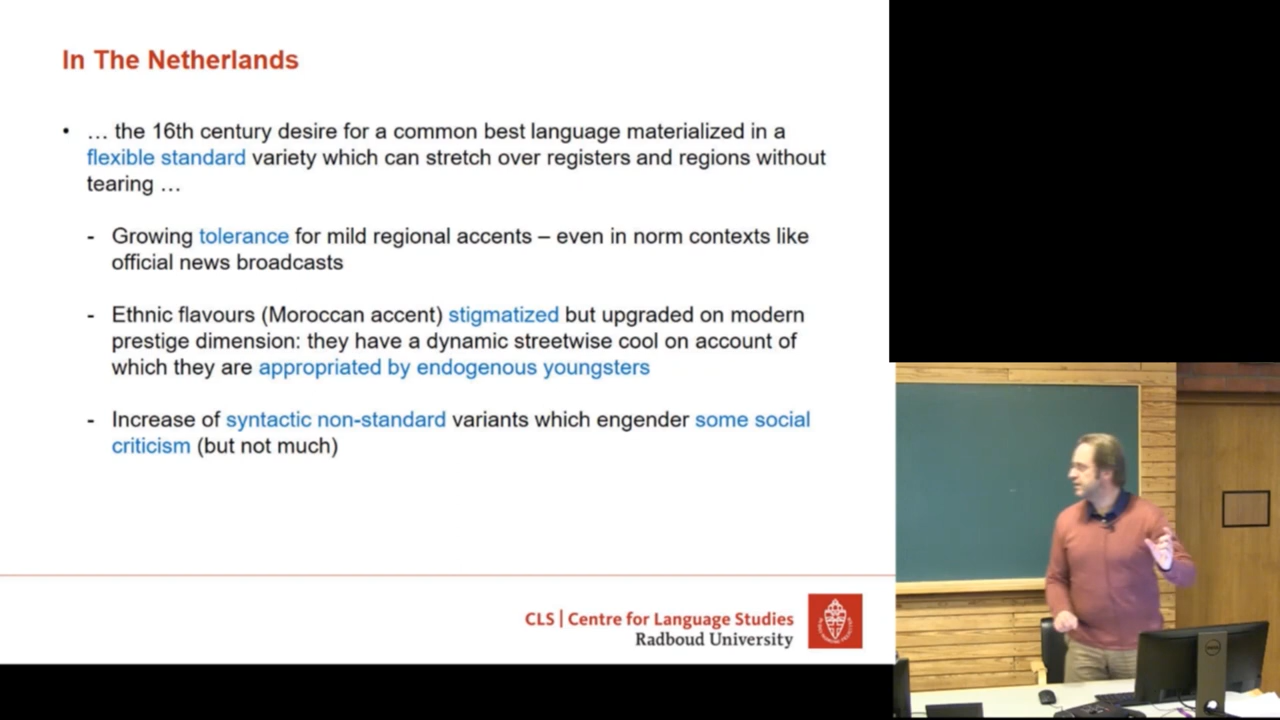 In The Netherlands
• … the 16th century desire for a common best language materialized in a
flexible standard variety which can stretch over registers and regions without
tearing …
- Growing tolerance for mild regional accents – even in norm contexts like
official news broadcasts
- Ethnic flavours (Moroccan accent) stigmatized but upgraded on modern
prestige dimension: they have a dynamic streetwise cool on account of
which they are appropriated by endogenous youngsters
- Increase of syntactic non-standard variants which engender some social
criticism (but not much)
CLS | Centre for Language Studies
Radboud University